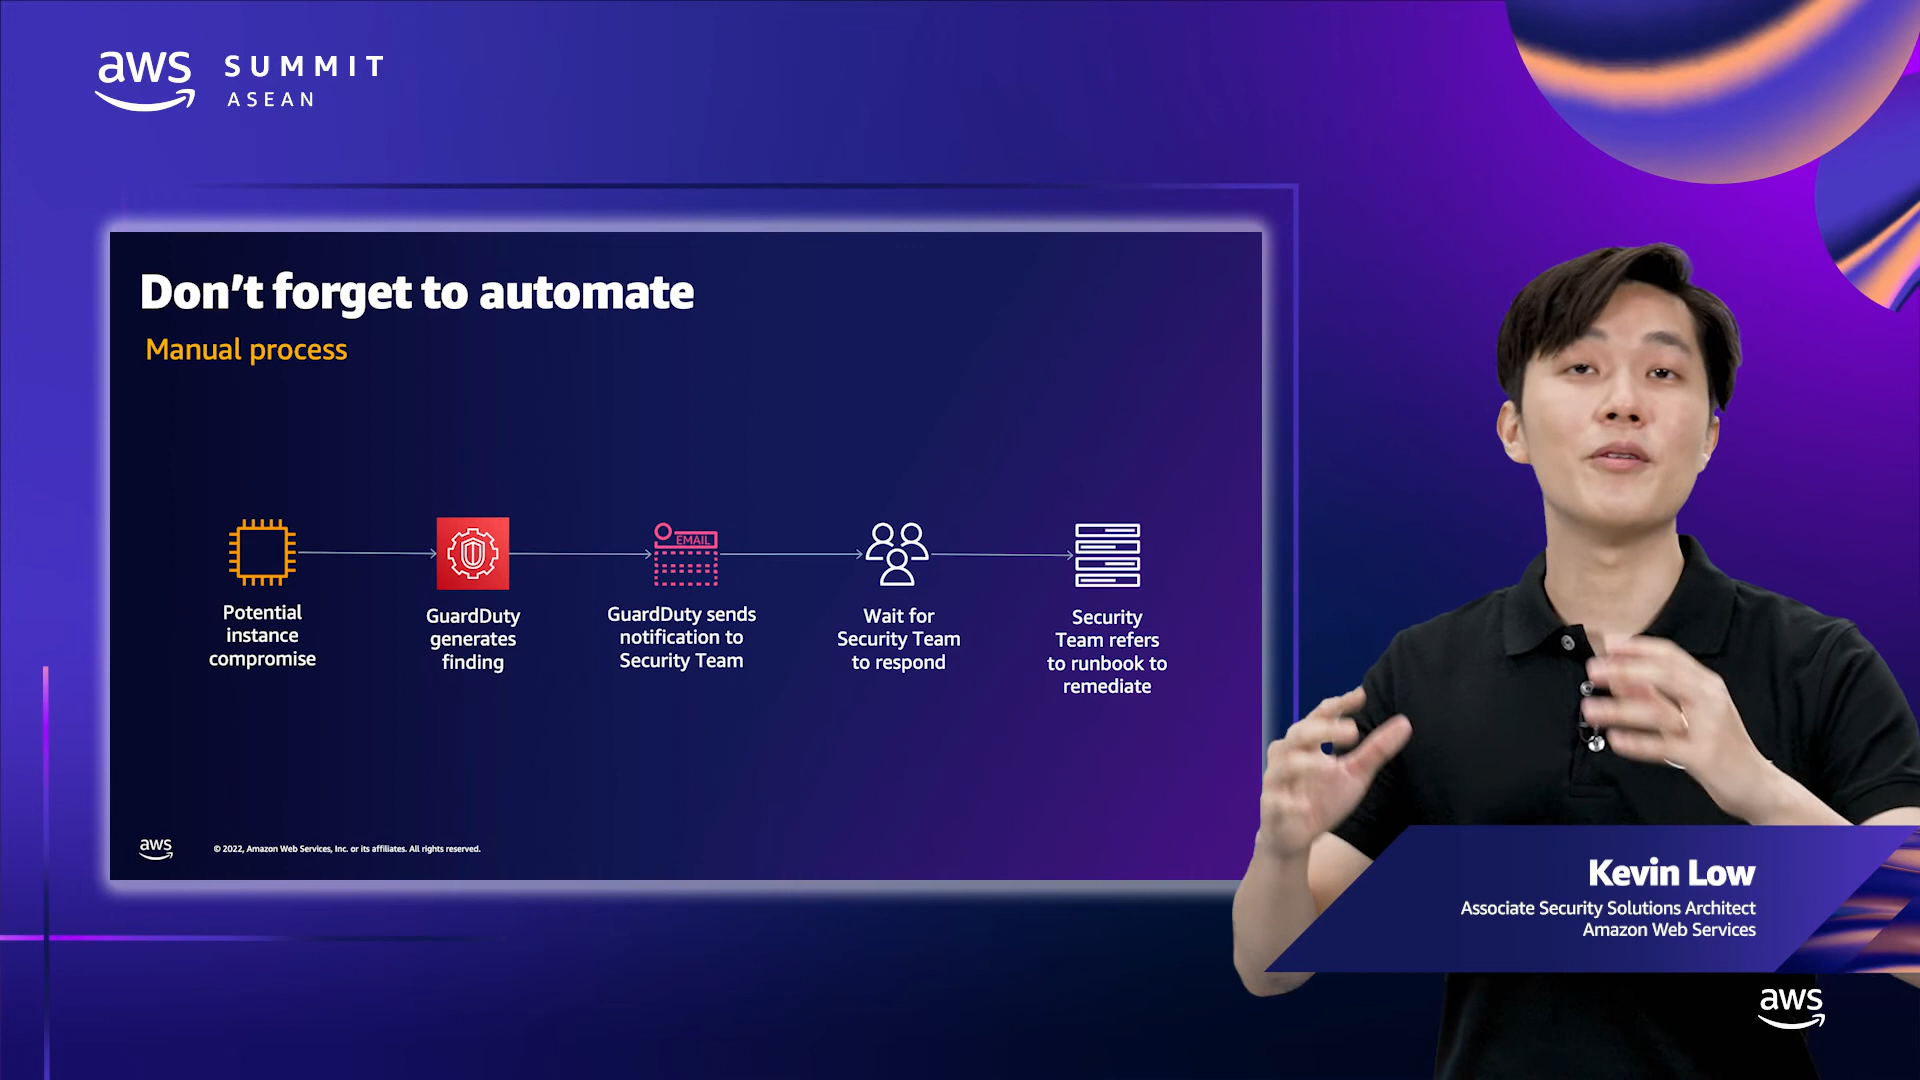 aws SUMMIT
ASEAN
Don't forget to automate
Manual process
EMAIL
Potential
instance
compromise
GuardDuty
generates
finding
GuardDuty sends
notification to
Security Team
Wait for
Security Team
to respond
Security
Team refers
to runbook to
remediate
aws
© 2022, Amazon Web Services, Inc. or its affiliates. All rights reserved.
Kevin Low
Associate Security Solutions Architect
Amazon Web Services
aws